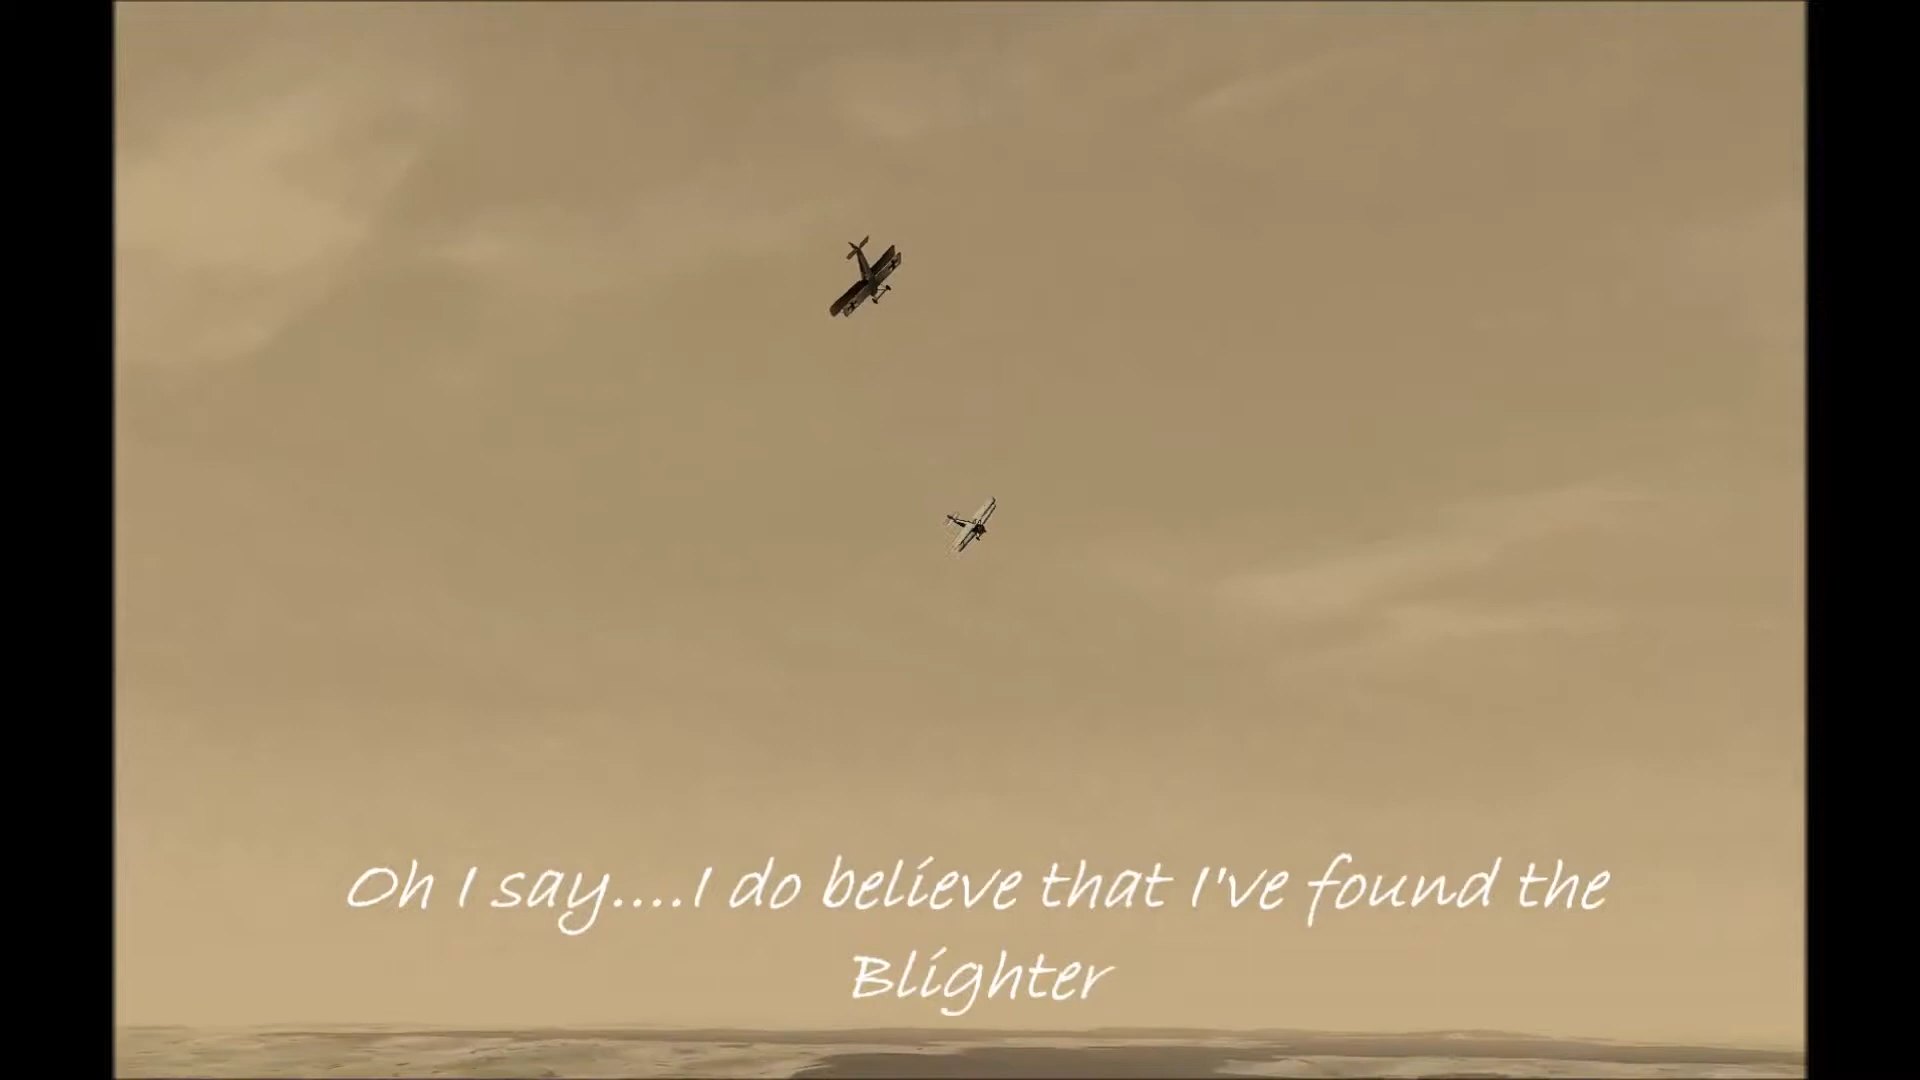 Oh I say....I do believe that I've found the
Blighter